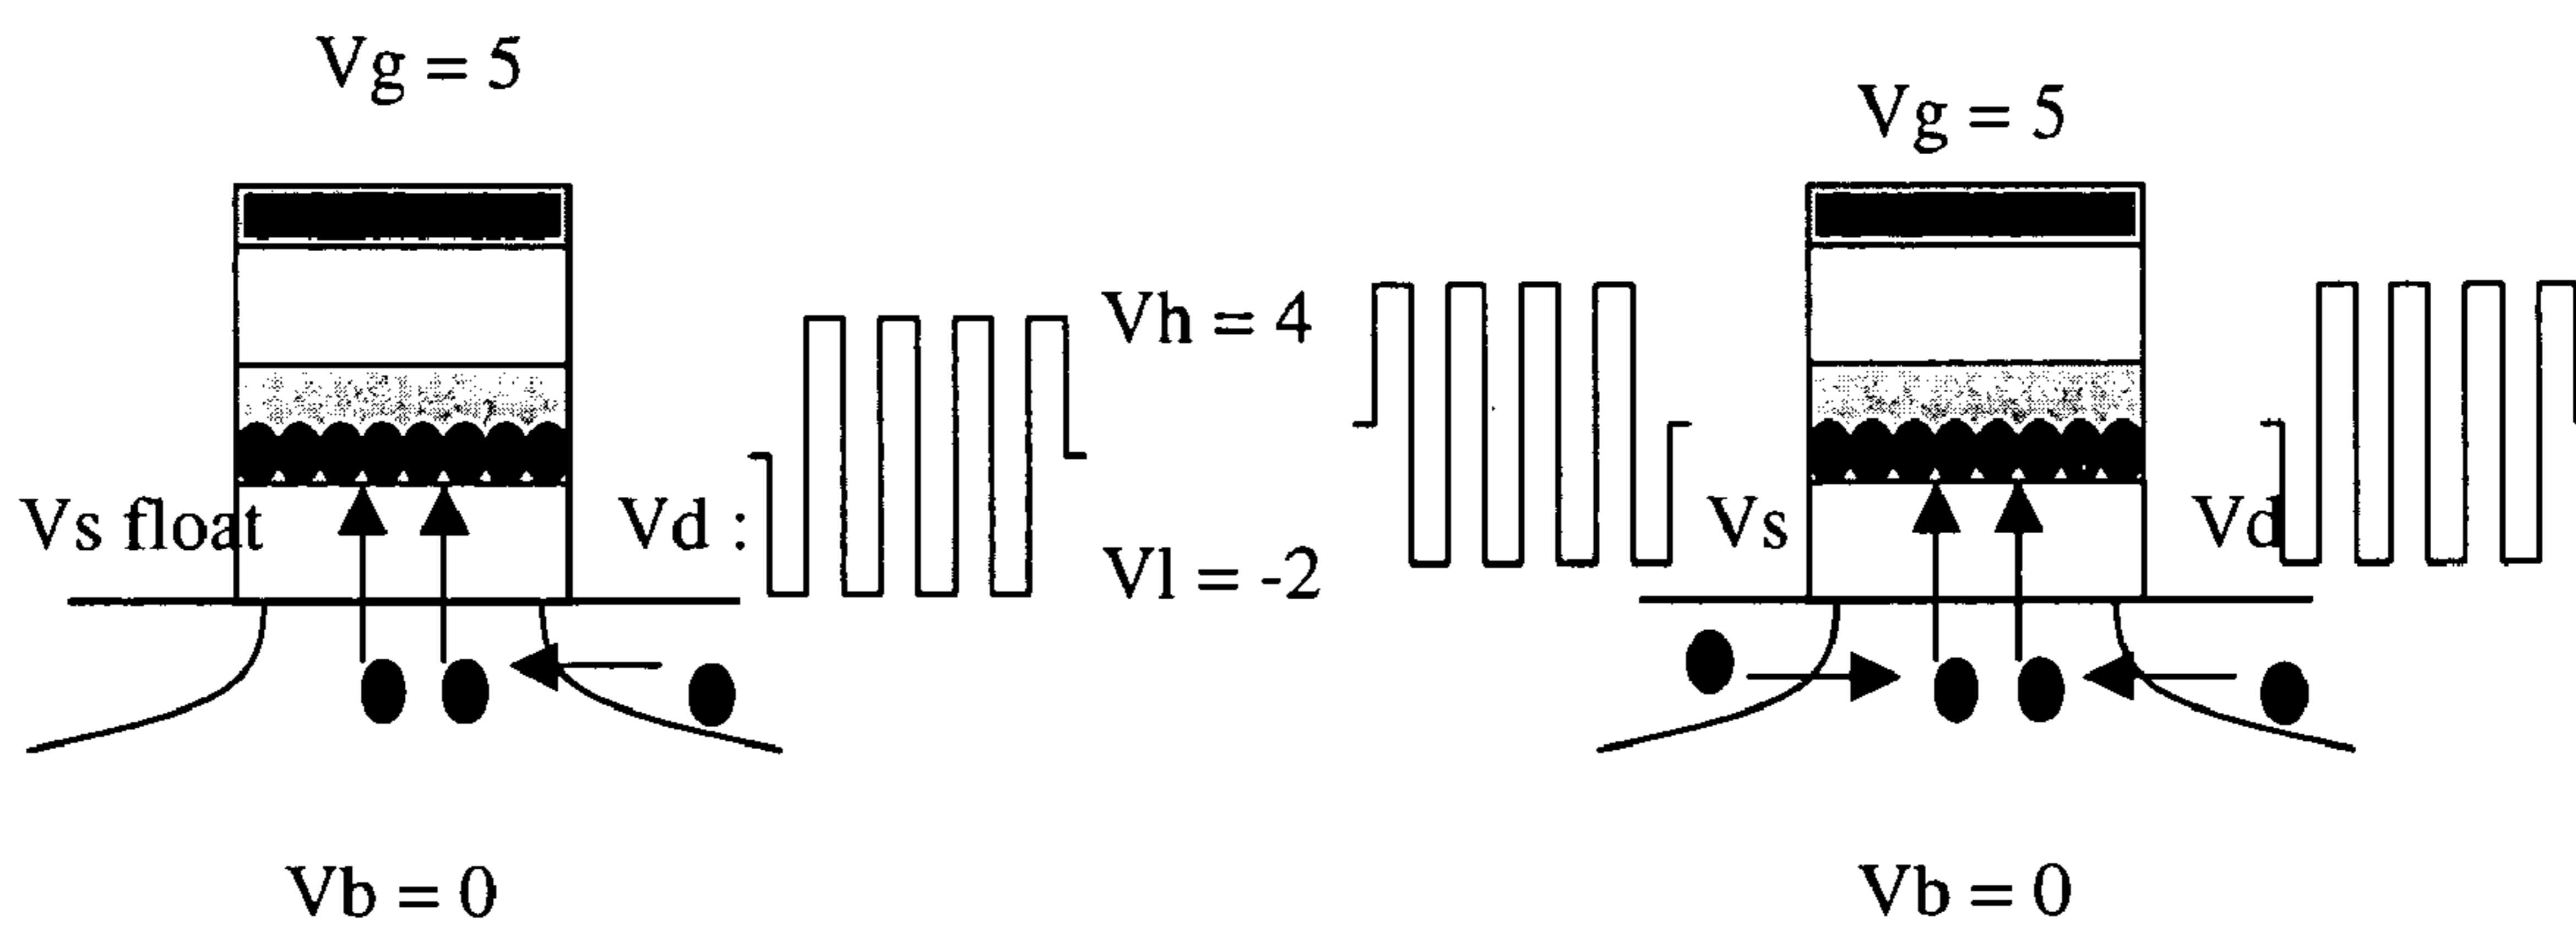 Vg = 5
Vg = 5
Vh = 4
Vs float
Vd :
Vl = -2
Vs
Vd
Vb = 0
Vb = 0